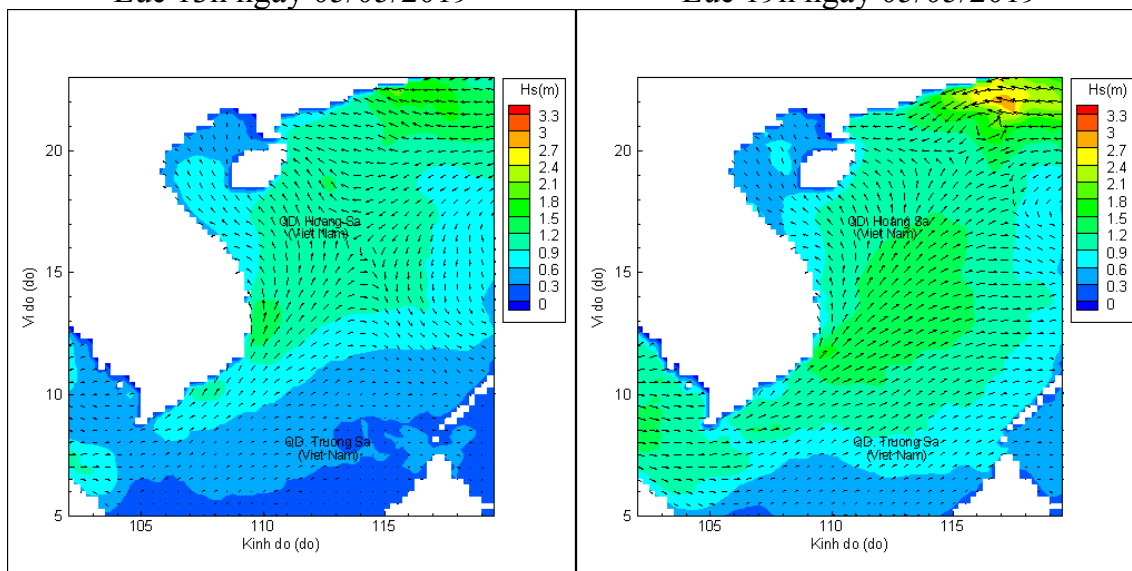 Lúc 13h ngày 03/03/2019
Hs(m)
3.3
3
2.7
2.4
2.1
1.8
1.5
1.2
0.9
0.6
0.3
0
20
15
10
5
Vi do (do)
QD. Hoang Sa
(Viet Nam)
QD. Truong Sa
(Viet Nam)
105
110
115
Kinh do (do)
Lúc 19h ngày 03/03/2019
Hs(m)
3.3
3
2.7
2.4
2.1
1.8
1.5
1.2
0.9
0.6
0.3
0
20
15
10
5
Vi do (do)
QD. Hoang Sa
(Viet Nam)
QD. Truong Sa
(Viet Nam)
105
110
115
Kinh do (do)